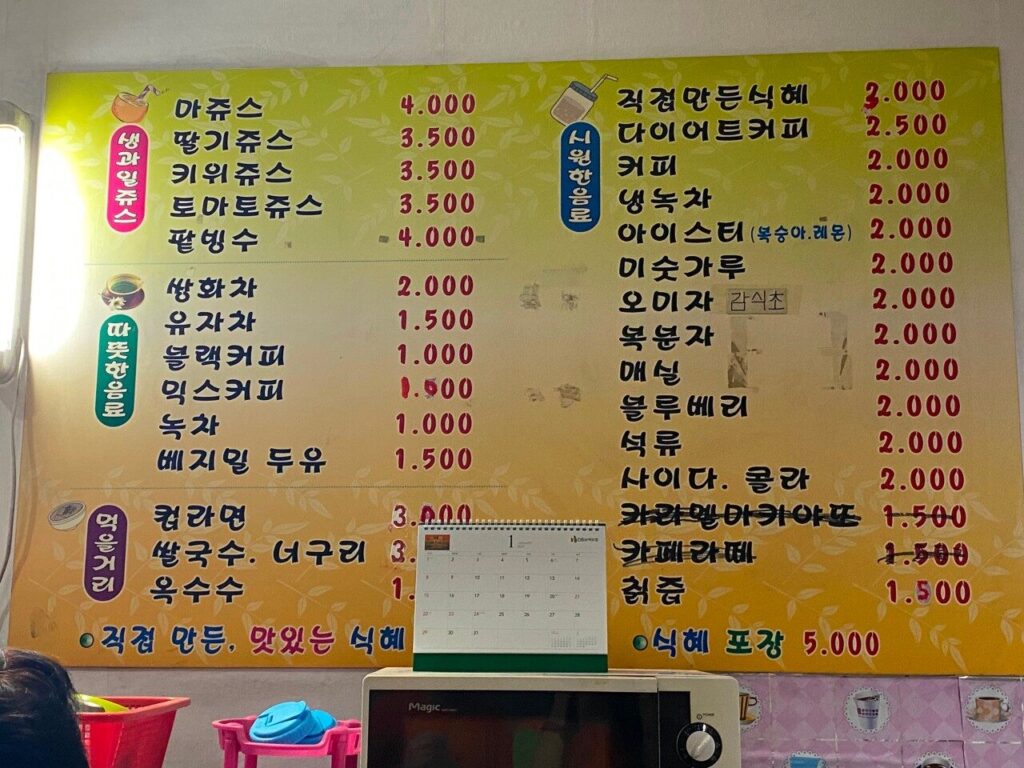 생과일쥬스
마쥬스 4.000
딸기쥬스 3.500
키위쥬스 3.500
토마토쥬스 3.500
팥빙수 4.000
따뜻한음료
쌍화차 2.000
유자차 1.500
블랙커피 1.000
믹스커피
녹차 1.000
베지밀 두유 1.500
먹을거리
컵라면
쌀국수. 너구리 3.
옥수수 1.
직접 만든, 맛있는 식혜
시원한음료
직접만든식혜 3.000
다이어트커피 2.500
커피 2.000
냉녹차 2.000
아이스티(복숭아.레몬) 2.000
미숫가루 2.000
오미자 감식초 2.000
복분자 2.000
매실 2.000
블루베리 2.000
석류 2.000
사이다. 콜라 2.000
카라멜마키아또 1.500
카페라떼 1.500
칡즙 1.500
식혜 포장 5.000
1
Magic